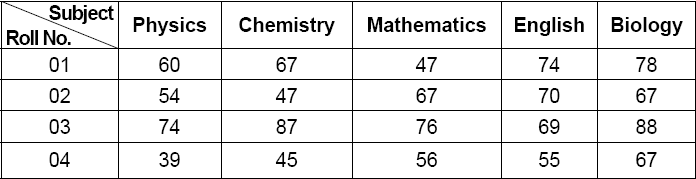 Subject
Roll No. Physics Chemistry Mathematics English Biology
01 60 67 47 74 78
02 54 47 67 70 67
03 74 87 76 69 88
04 39 45 56 55 67